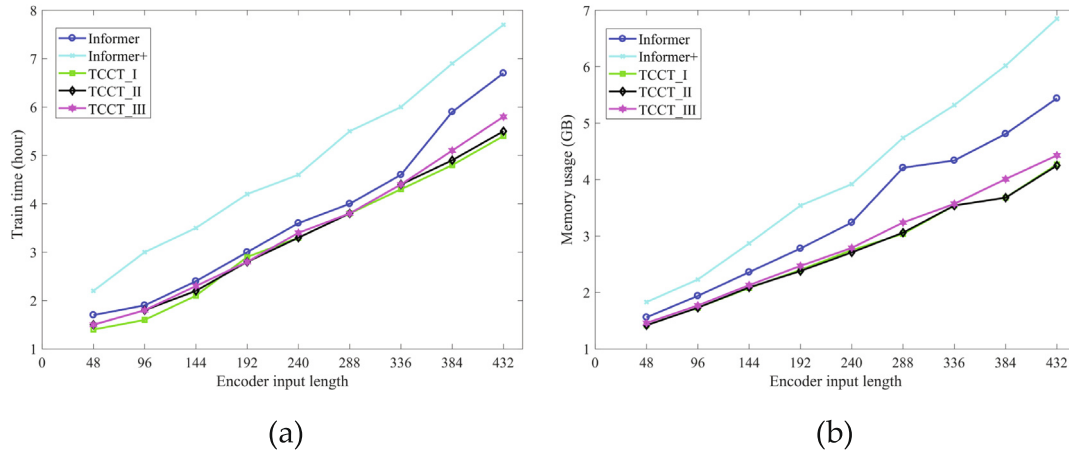 8
7
6
5
4
3
2
1
Train time (hour)
Informer
Informer+
TCCT_I
TCCT_II
TCCT_III
0 48 96 144 192 240 288 336 384 432
Encoder input length
(a)
7
6
5
4
3
2
1
Memory usage (GB)
Informer
Informer+
TCCT_I
TCCT_II
TCCT_III
0 48 96 144 192 240 288 336 384 432
Encoder input length
(b)